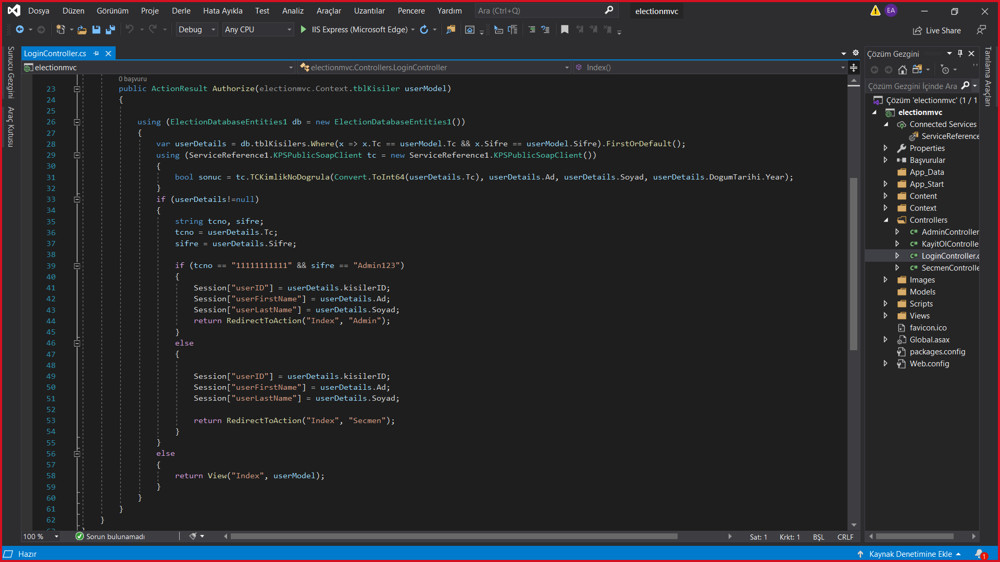 Dosya Düzen Görünüm Proje Derle Hata Ayıkla Test Analiz Araçlar Uzantılar Pencere Yardım Ara (Ctrl+Q) electionmvc EA
Debug Any CPU IIS Express (Microsoft Edge) Live Share
Sunucu Gezgini
Araç Kutusu
LoginController.cs
electionmvc electionmvc.Controllers.LoginController Index()
0 başvuru
23 public ActionResult Authorize(electionmvc.Context.tblKisiler userModel)
24 {
25
26 using (ElectionDatabaseEntities1 db = new ElectionDatabaseEntities1())
27 {
28 var userDetails = db.tblKisilers.Where(x => x.Tc == userModel.Tc && x.Sifre == userModel.Sifre).FirstOrDefault();
29 using (ServiceReference1.KPSPublicSoapClient tc = new ServiceReference1.KPSPublicSoapClient())
30 {
31 bool sonuc = tc.TCKimlikNoDogrula(Convert.ToInt64(userDetails.Tc), userDetails.Ad, userDetails.Soyad, userDetails.DogumTarihi.Year);
32 }
33 if (userDetails!=null)
34 {
35 string tcno, sifre;
36 tcno = userDetails.Tc;
37 sifre = userDetails.Sifre;
38
39 if (tcno == "11111111111" && sifre == "Admin123")
40 {
41 Session["userID"] = userDetails.kisilerID;
42 Session["userFirstName"] = userDetails.Ad;
43 Session["userLastName"] = userDetails.Soyad;
44 return RedirectToAction("Index", "Admin");
45 }
46 else
47 {
48
49 Session["userID"] = userDetails.kisilerID;
50 Session["userFirstName"] = userDetails.Ad;
51 Session["userLastName"] = userDetails.Soyad;
52
53 return RedirectToAction("Index", "Secmen");
54 }
55 }
56 else
57 {
58 return View("Index", userModel);
59 }
60 }
61 }
62 }
100 % Sorun bulunamadı Sat: 1 Krkt: 1 BŞL CRLF
Çözüm Gezgini
Çözüm Gezgini İçinde Ara
Çözüm 'electionmvc' (1 / 1
electionmvc
Connected Services
ServiceReference
Properties
Başvurular
App_Data
App_Start
Content
Context
Controllers
AdminController
KayitOlControlle
LoginController.c
SecmenControlle
Images
Models
Scripts
Views
favicon.ico
Global.asax
packages.config
Web.config
Tanılama Araçları
Hazır Kaynak Denetimine Ekle 1